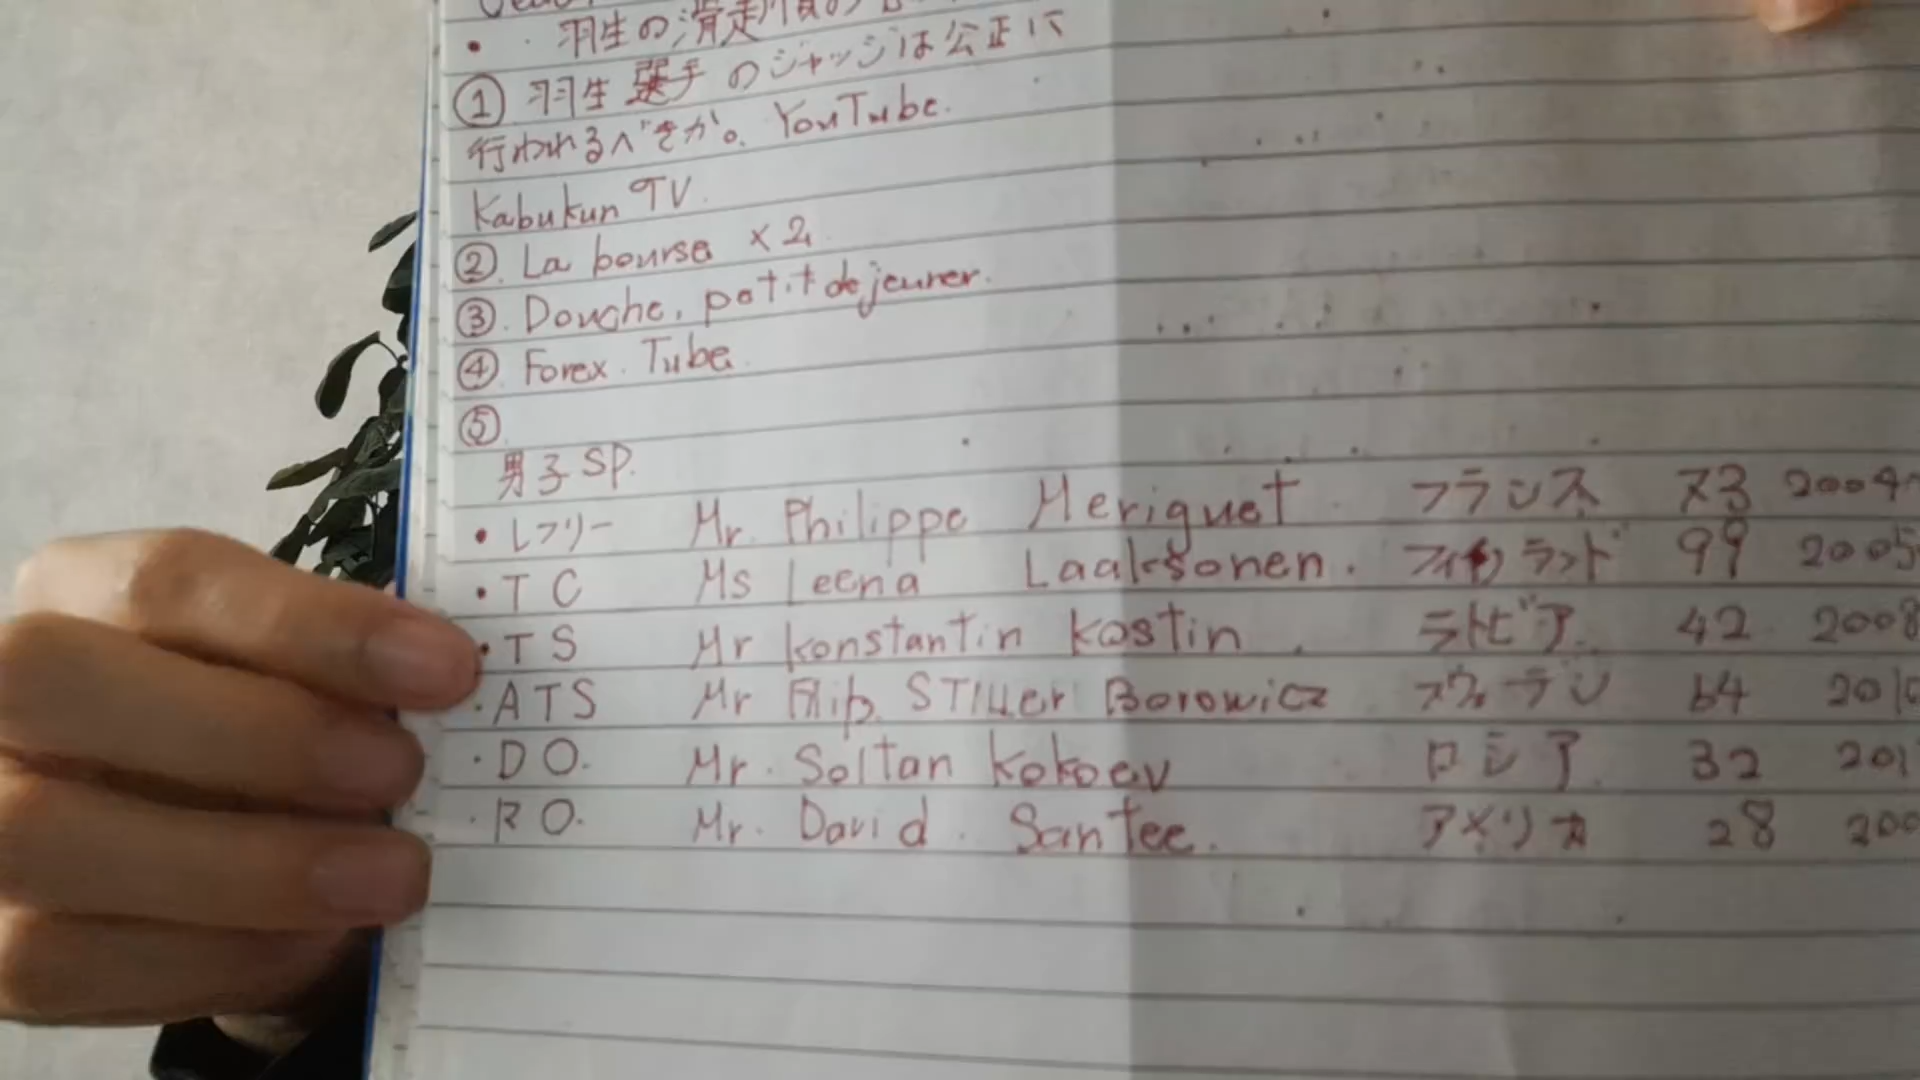 ・ 羽生の滑走順の
① 羽生選手のジャッジは公正に
行われるべきか。YouTube.
Kabukun TV.
② La bourse ×2
③ Douche, petit dejeuner.
④ Forex Tube
⑤
男子SP.
・レフリー Mr. Philippe Meriguet フランス 73 2004
・TC Ms Leena Laaksonen. フィンランド 99 2005
・TS Mr Konstantin Kostin ラトビア 42 2008
・ATS Mr Filip STiller Borowicz 64
・DO. Mr. Soltan Kokoev ロシア 32
・RO. Mr. David Santee. アメリカ 28